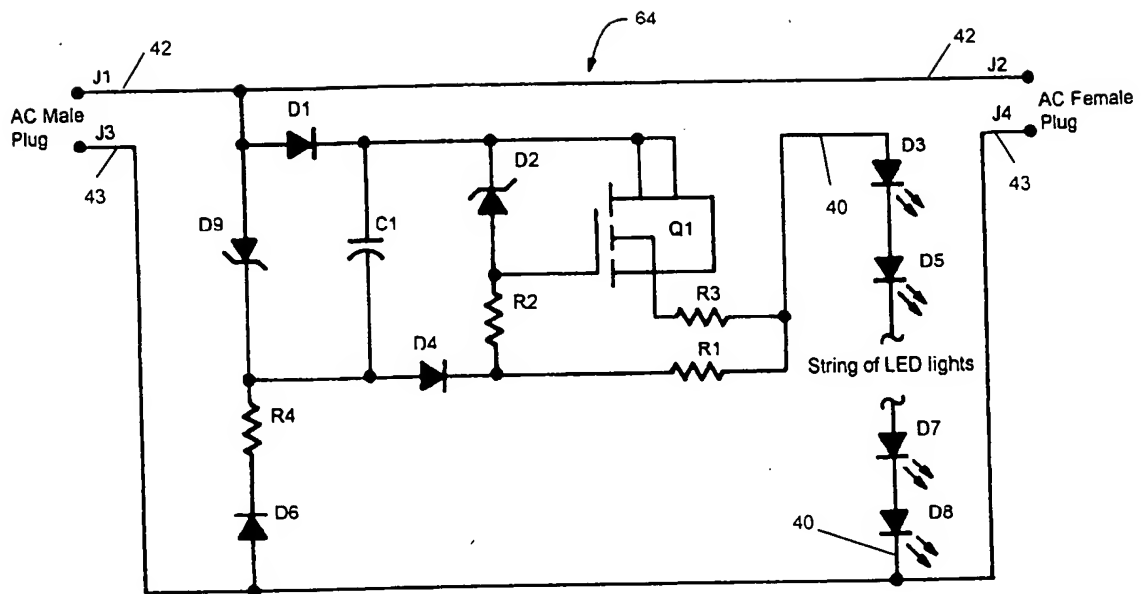 64
42
42
J1
J2
AC Male
Plug
D1
AC Female
Plug
J3
J4
D2
D3
43
43
40
D9
C1
Q1
D5
R2
R3
D4
R1
String of LED lights
R4
D7
D6
40
D8